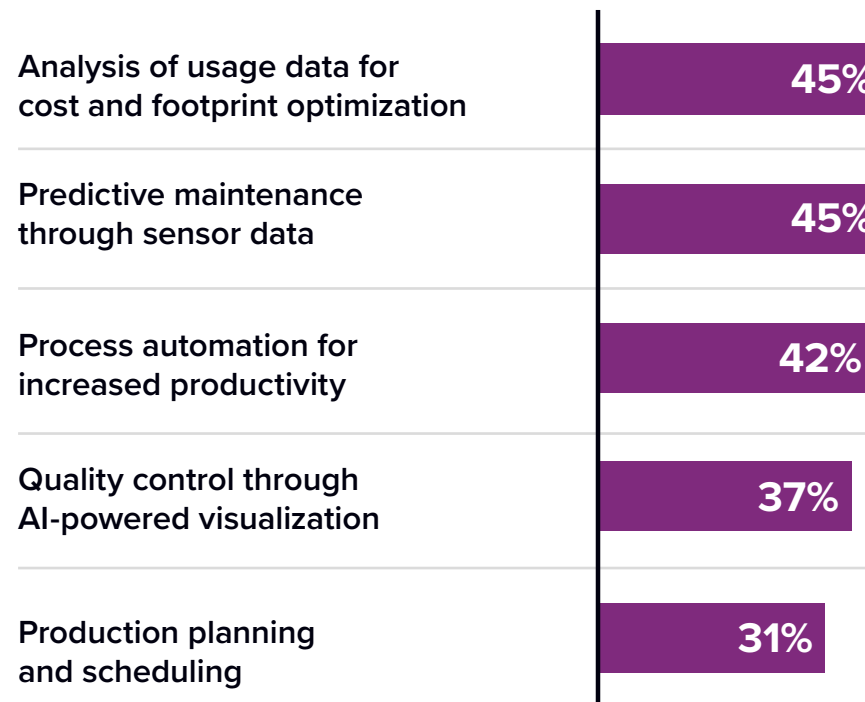 Analysis of usage data for
cost and footprint optimization
45%
Predictive maintenance
through sensor data
45%
Process automation for
increased productivity
42%
Quality control through
AI-powered visualization
37%
Production planning
and scheduling
31%